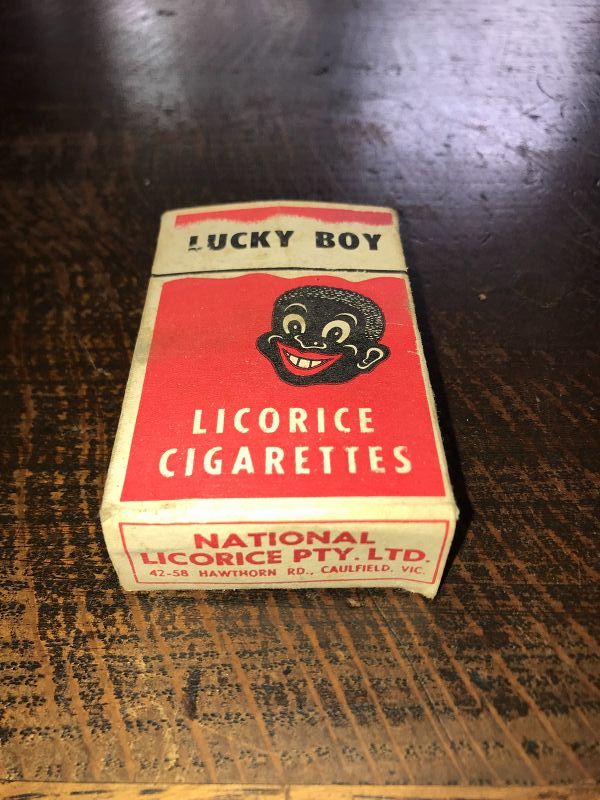 LUCKY BOY
LICORICE
CIGARETTES
NATIONAL
LICORICE PTY. LTD.
42-58 HAWTHORN RD., CAULFIELD, VIC.